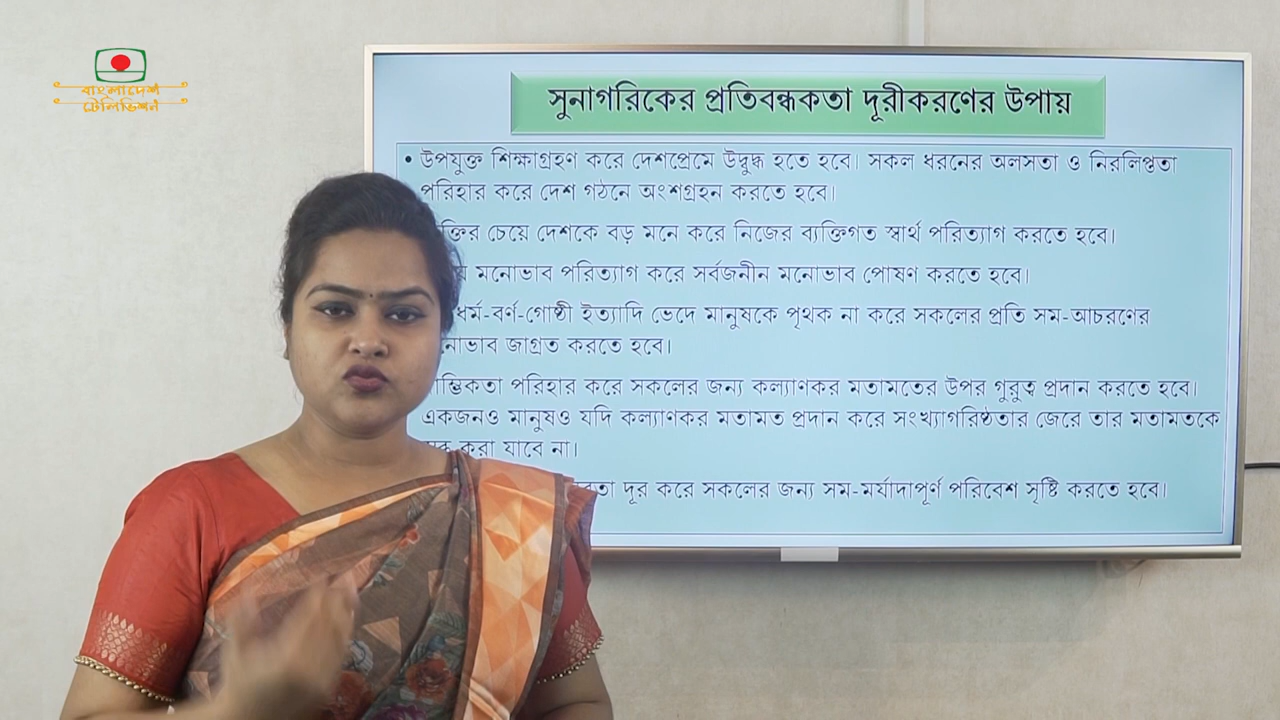 বাংলাদেশ
টেলিভিশন
সুনাগরিকের প্রতিবন্ধকতা দূরীকরণের উপায়
• উপযুক্ত শিক্ষাগ্রহণ করে দেশপ্রেমে উদ্বুদ্ধ হতে হবে। সকল ধরনের অলসতা ও নিরলিপ্ততা
পরিহার করে দেশ গঠনে অংশগ্রহন করতে হবে।
চেয়ে দেশকে বড় মনে করে নিজের ব্যক্তিগত স্বার্থ পরিত্যাগ করতে হবে।
মনোভাব পরিত্যাগ করে সর্বজনীন মনোভাব পোষণ করতে হবে।
ধর্ম-বর্ণ-গোষ্ঠী ইত্যাদি ভেদে মানুষকে পৃথক না করে সকলের প্রতি সম-আচরণের
জাগ্রত করতে হবে।
পরিহার করে সকলের জন্য কল্যাণকর মতামতের উপর গুরুত্ব প্রদান করতে হবে।
একজনও মানুষও যদি কল্যাণকর মতামত প্রদান করে সংখ্যাগরিষ্ঠতার জেরে তার মতামতকে
করা যাবে না।
দূর করে সকলের জন্য সম-মর্যাদাপূর্ণ পরিবেশ সৃষ্টি করতে হবে।